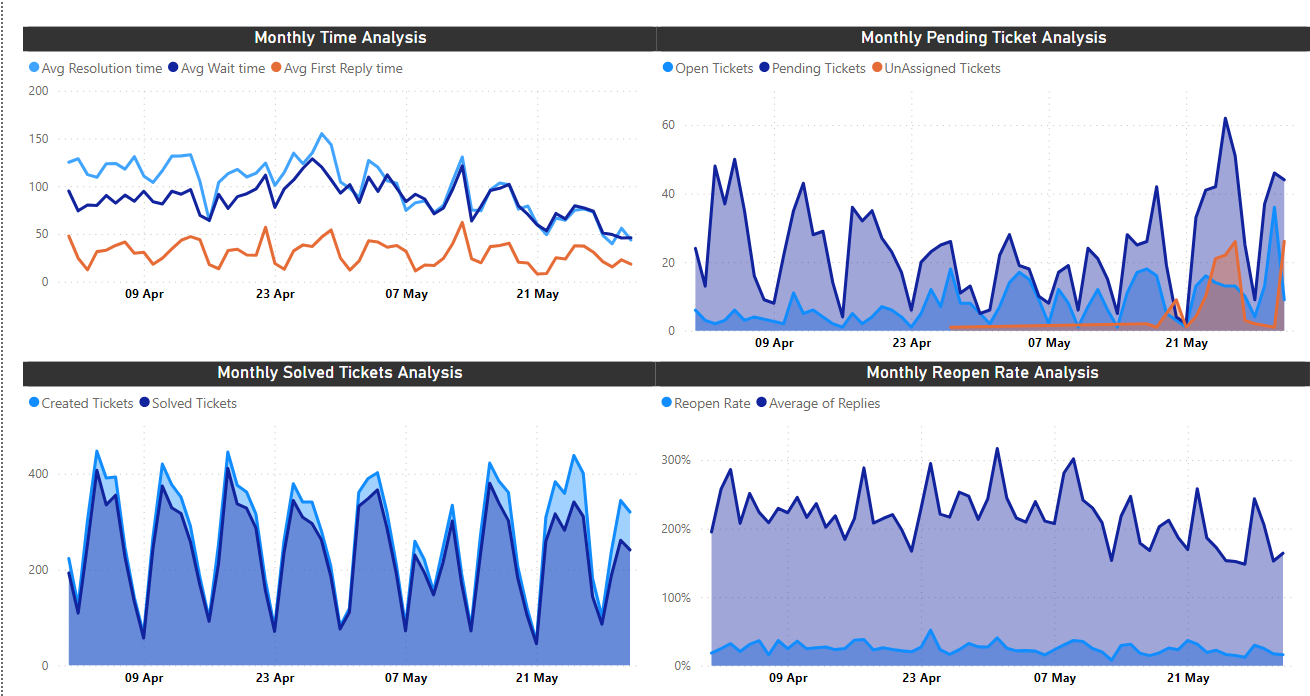 Monthly Time Analysis
Avg Resolution time Avg Wait time Avg First Reply time
200
150
100
50
0
09 Apr 23 Apr 07 May 21 May
Monthly Pending Ticket Analysis
Open Tickets Pending Tickets UnAssigned Tickets
60
40
20
0
09 Apr 23 Apr 07 May 21 May
Monthly Solved Tickets Analysis
Created Tickets Solved Tickets
400
200
0
09 Apr 23 Apr 07 May 21 May
Monthly Reopen Rate Analysis
Reopen Rate Average of Replies
300%
200%
100%
0%
09 Apr 23 Apr 07 May 21 May